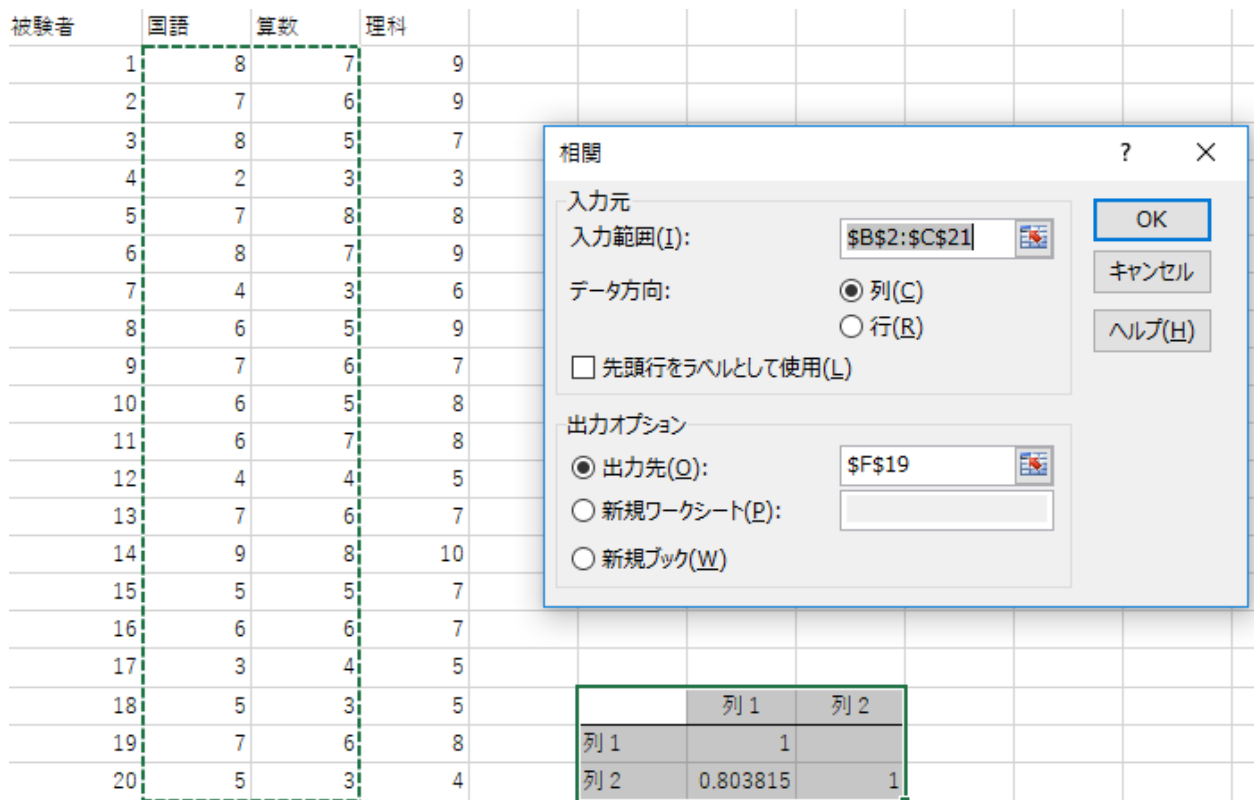 被験者 国語 算数 理科
1 8 7 9
2 7 6 9
3 8 5 7
4 2 3 3
5 7 8 8
6 8 7 9
7 4 3 6
8 6 5 9
9 7 6 7
10 6 5 8
11 6 7 8
12 4 4 5
13 7 6 7
14 9 8 10
15 5 5 7
16 6 6 7
17 3 4 5
18 5 3 5
19 7 6 8
20 5 3 4
相関 ? ×
入力元
入力範囲(I): $B$2:$C$21
データ方向: 列(C)
行(R)
先頭行をラベルとして使用(L)
出力オプション
出力先(O): $F$19
新規ワークシート(P):
新規ブック(W)
OK
キャンセル
ヘルプ(H)
列 1 列 2
列 1 1
列 2 0.803815 1